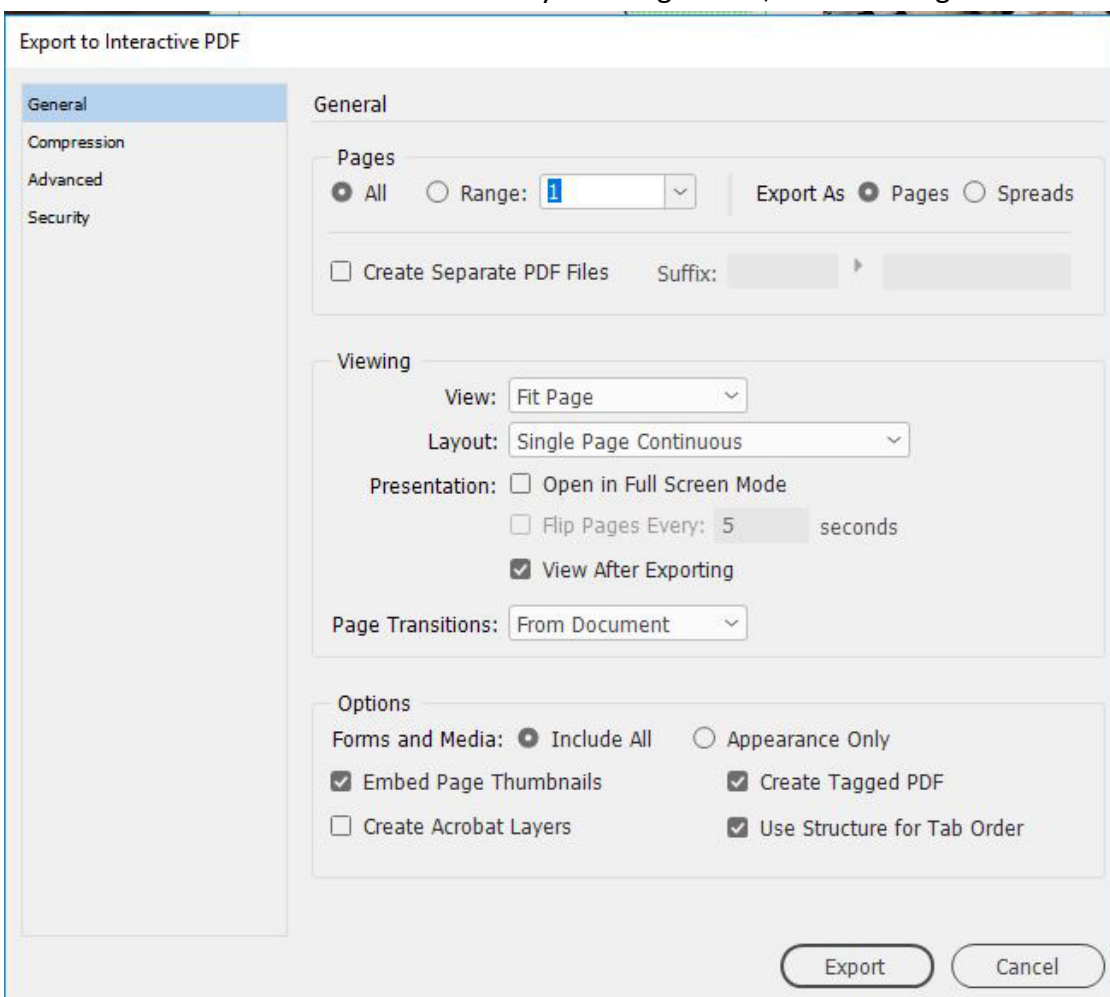 Export to Interactive PDF
General
Compression
Advanced
Security
General
Pages
All Range: 1 Export As Pages Spreads
Create Separate PDF Files Suffix:
Viewing
View: Fit Page
Layout: Single Page Continuous
Presentation: Open in Full Screen Mode
Flip Pages Every: 5 seconds
View After Exporting
Page Transitions: From Document
Options
Forms and Media: Include All Appearance Only
Embed Page Thumbnails Create Tagged PDF
Create Acrobat Layers Use Structure for Tab Order
Export Cancel